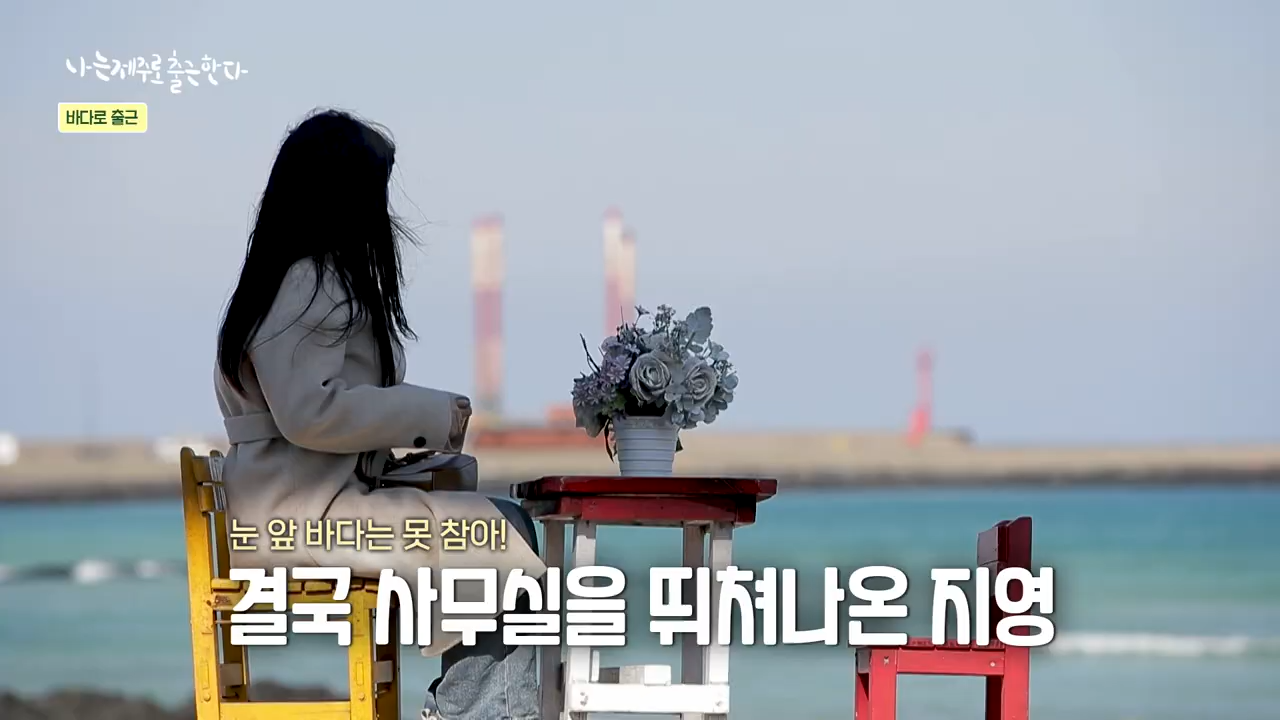 나는 제주로 출근한다
바다로 출근
눈 앞 바다는 못 참아!
결국 사무실을 뛰쳐나온 지영